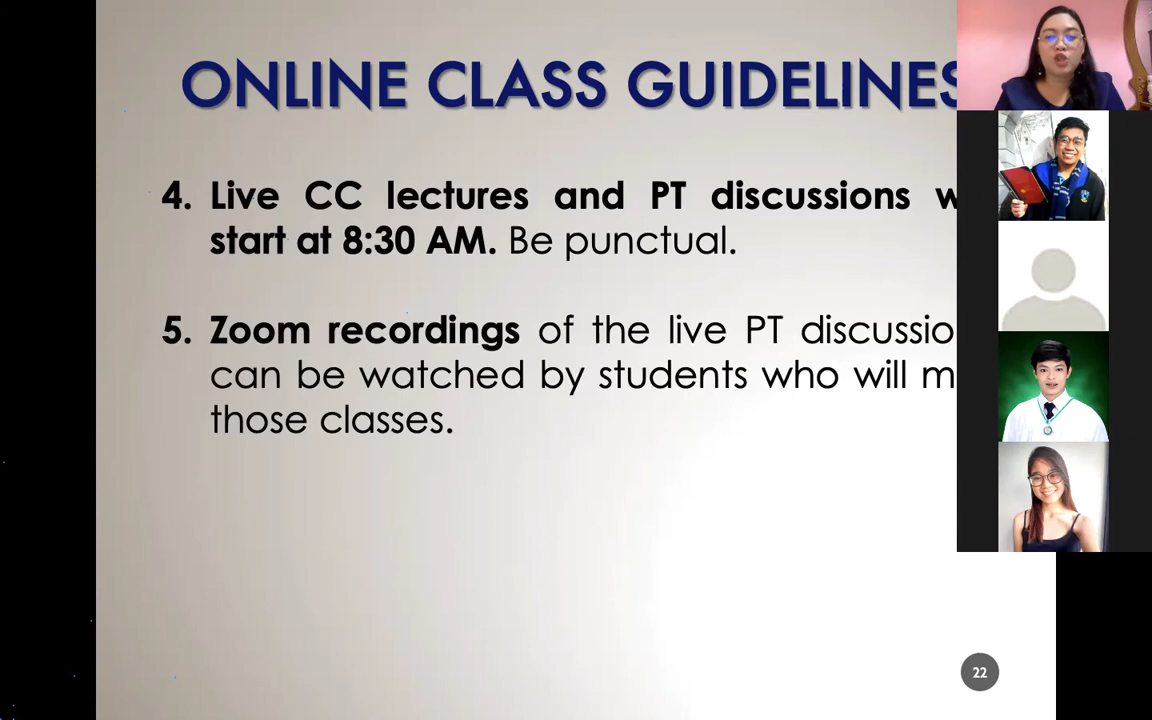 ONLINE CLASS GUIDELINES
4. Live CC lectures and PT discussions w
start at 8:30 AM. Be punctual.
5. Zoom recordings of the live PT discussio
can be watched by students who will m
those classes.
22